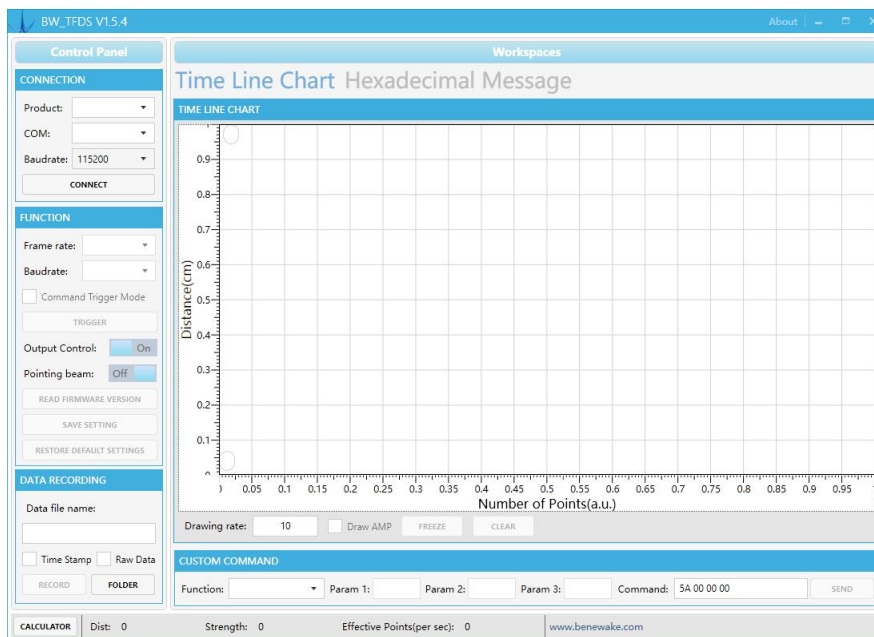 BW_TFDS V1.5.4 About
Control Panel
Workspaces
CONNECTION
Product:
COM:
Baudrate: 115200
CONNECT
FUNCTION
Frame rate:
Baudrate:
Command Trigger Mode
TRIGGER
Output Control: On
Pointing beam: Off
READ FIRMWARE VERSION
SAVE SETTING
RESTORE DEFAULT SETTINGS
DATA RECORDING
Data file name:
Time Stamp Raw Data
RECORD FOLDER
Time Line Chart Hexadecimal Message
TIME LINE CHART
Distance(cm)
0.9
0.8
0.7
0.6
0.5
0.4
0.3
0.2
0.1
0.05 0.1 0.15 0.2 0.25 0.3 0.35 0.4 0.45 0.5 0.55 0.6 0.65 0.7 0.75 0.8 0.85 0.9 0.95
Number of Points(a.u.)
Drawing rate: 10 Draw AMP FREEZE CLEAR
CUSTOM COMMAND
Function: Param 1: Param 2: Param 3: Command: 5A 00 00 00 SEND
CALCULATOR Dist: 0 Strength: 0 Effective Points(per sec): 0 www.benewake.com